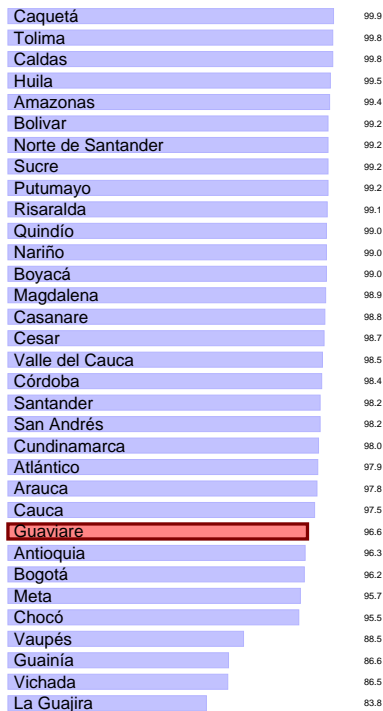 Caquetá 99.9
Tolima 99.8
Caldas 99.8
Huila 99.5
Amazonas 99.4
Bolivar 99.2
Norte de Santander 99.2
Sucre 99.2
Putumayo 99.2
Risaralda 99.1
Quindío 99.0
Nariño 99.0
Boyacá 99.0
Magdalena 98.9
Casanare 98.8
Cesar 98.7
Valle del Cauca 98.5
Córdoba 98.4
Santander 98.2
San Andrés 98.2
Cundinamarca 98.0
Atlántico 97.9
Arauca 97.8
Cauca 97.5
Guaviare 96.6
Antioquia 96.3
Bogotá 96.2
Meta 95.7
Chocó 95.5
Vaupés 88.5
Guainía 86.6
Vichada 86.5
La Guajira 83.8